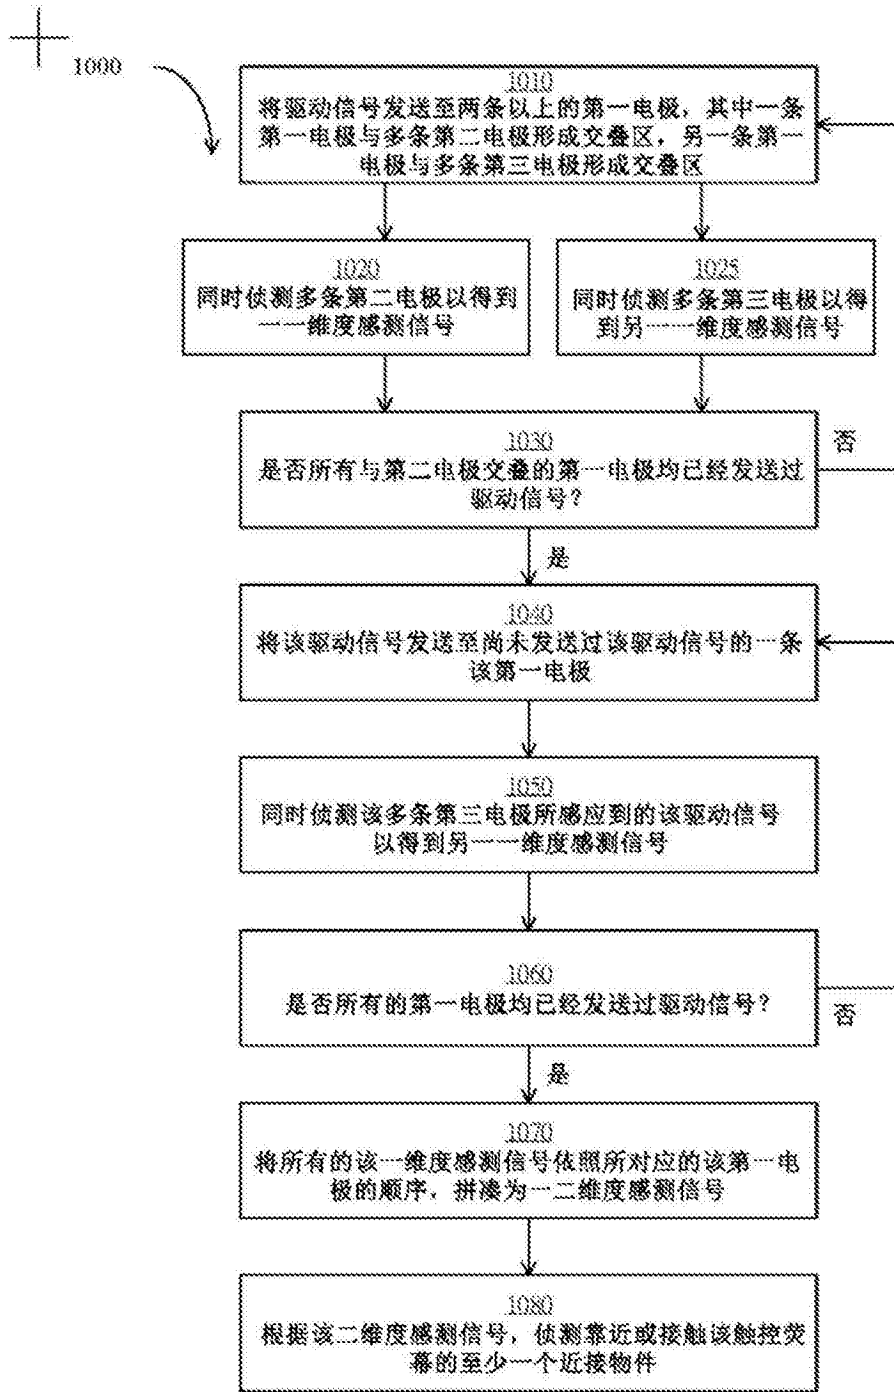 1000
1010
将驱动信号发送至两条以上的第一电极，其中一条
第一电极与多条第二电极形成交叠区，另一条第一
电极与多条第三电极形成交叠区
1020
同时侦测多条第二电极以得到
一一维度感测信号
1025
同时侦测多条第三电极以得
到另一一维度感测信号
1030
是否所有与第二电极交叠的第一电极均已经发送过
驱动信号？
否
是
1040
将该驱动信号发送至尚未发送过该驱动信号的一条
该第一电极
1050
同时侦测该多条第三电极所感应到的该驱动信号
以得到另一一维度感测信号
1060
是否所有的第一电极均已经发送过驱动信号？
否
是
1070
将所有的该一维度感测信号依照所对应的该第一电
极的顺序，拼凑为一二维度感测信号
1080
根据该二维度感测信号，侦测靠近或接触该触控荧
幕的至少一个近接物件